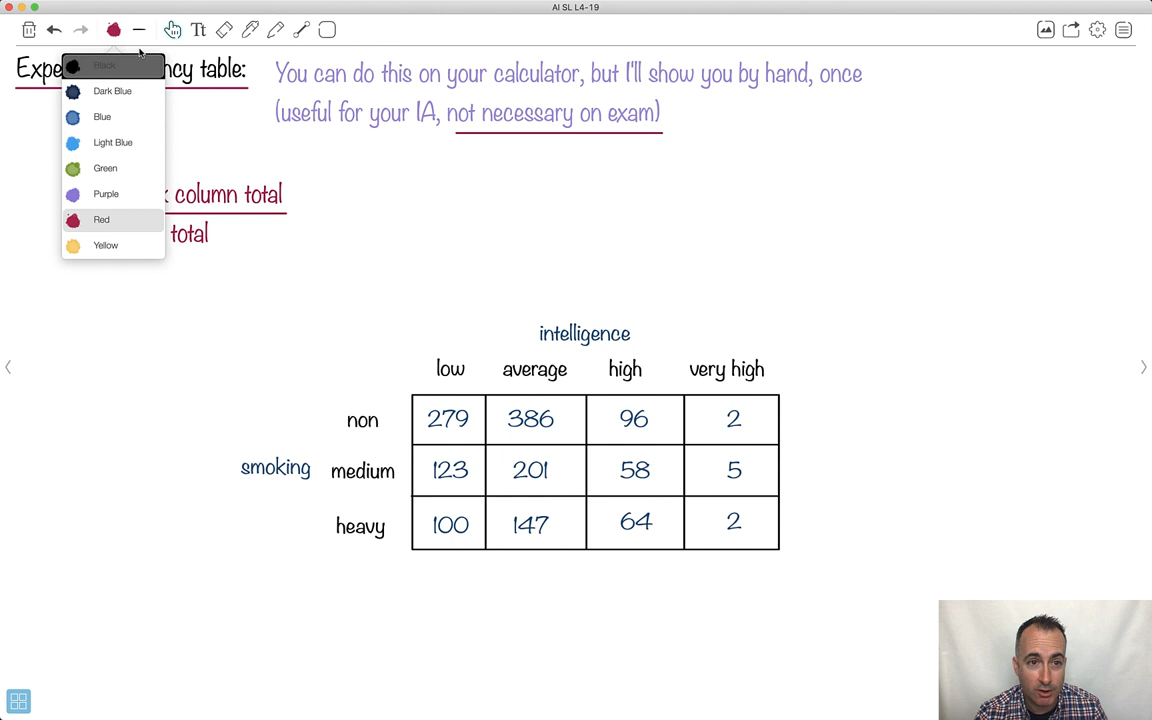 AI SL L4-19
Tt
Expe ncy table:
You can do this on your calculator, but I'll show you by hand, once
(useful for your IA, not necessary on exam)
Black
Dark Blue
Blue
Light Blue
Green
Purple
Red
Yellow
column total
total
intelligence
low average high very high
non 279 386 96 2
smoking medium 123 201 58 5
heavy 100 147 64 2